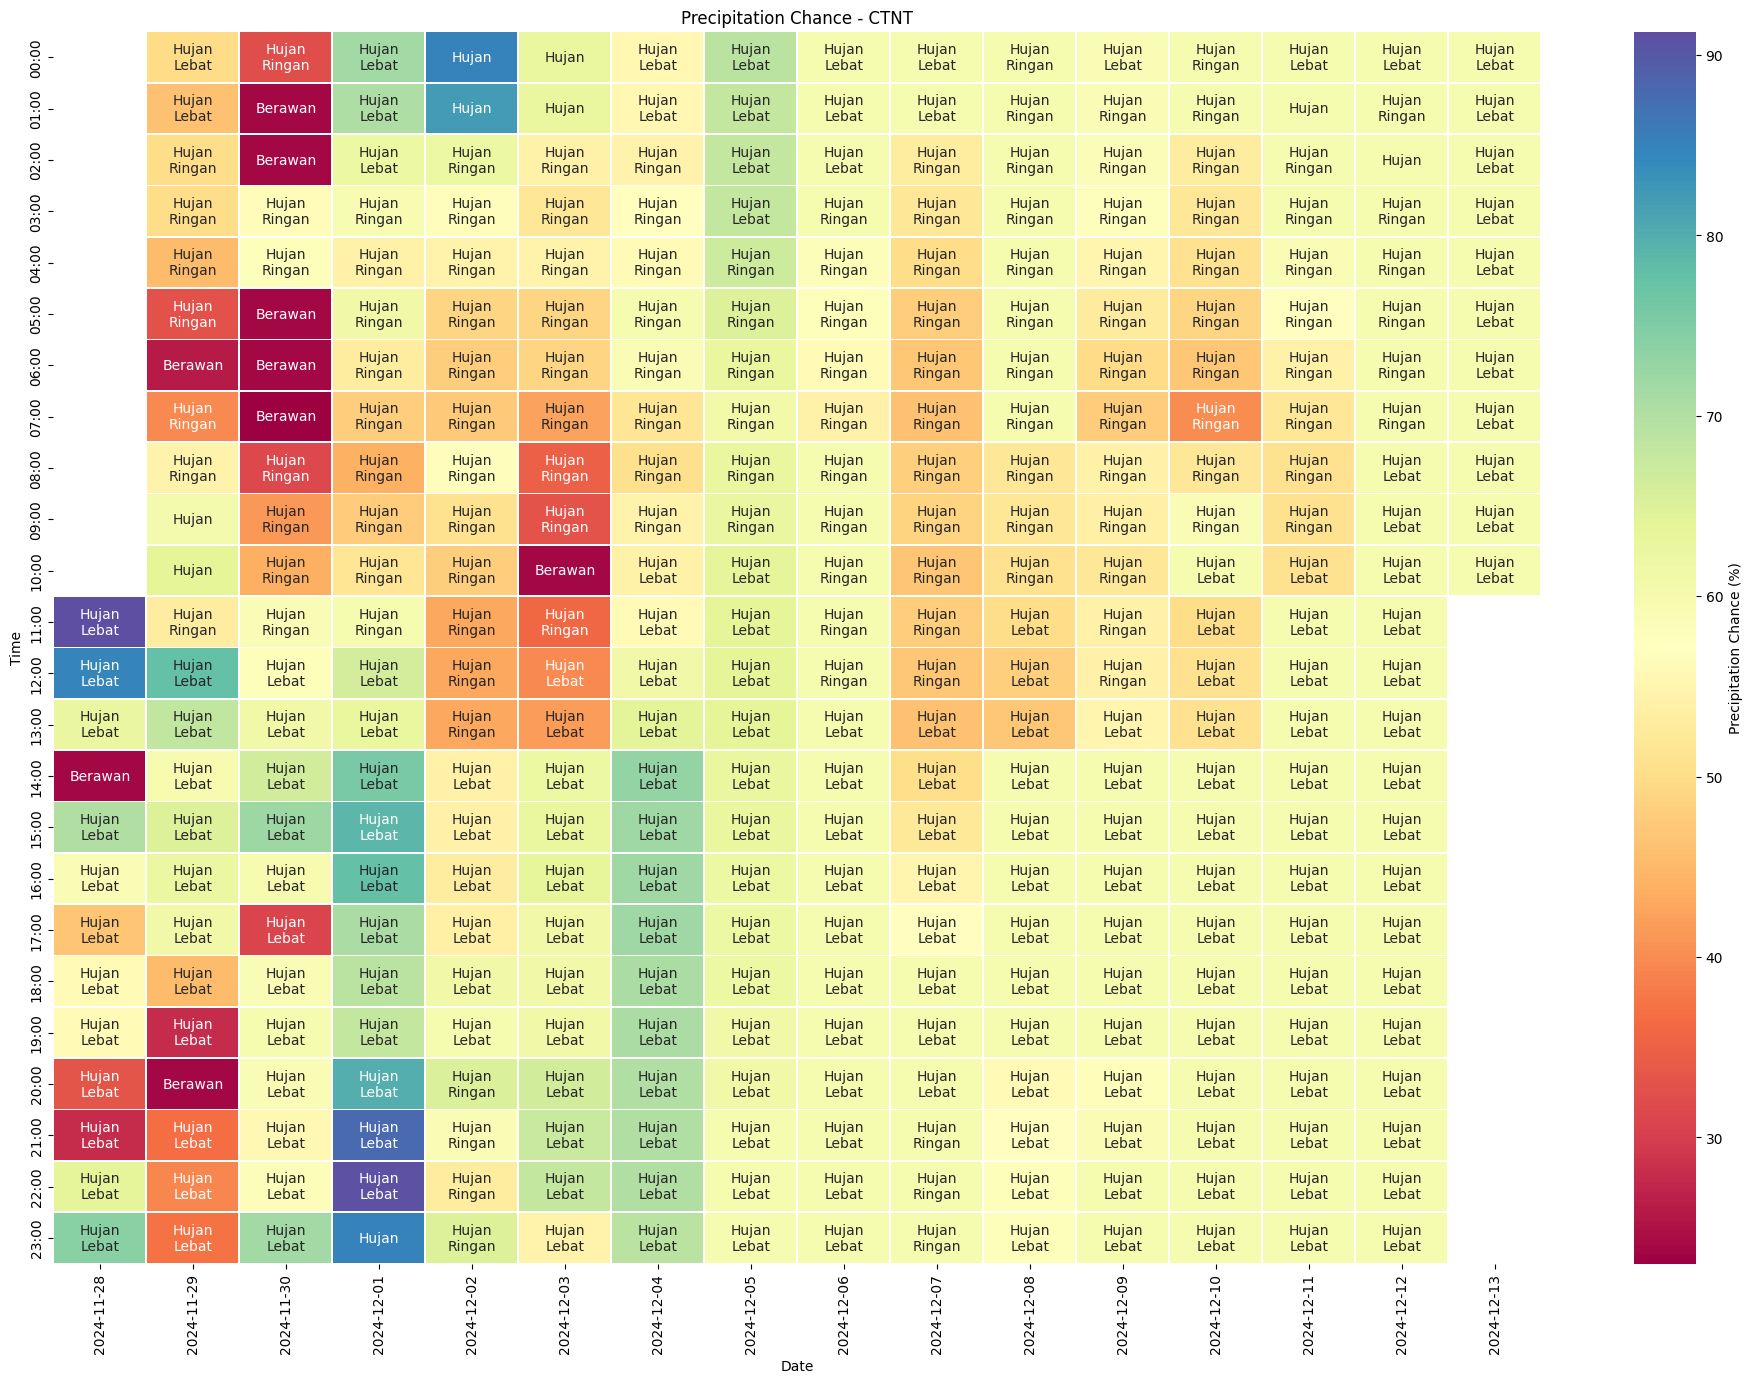 Precipitation Chance - CTNT
00:00 Hujan Lebat Hujan Ringan Hujan Lebat Hujan Hujan Hujan Lebat Hujan Lebat Hujan Lebat Hujan Lebat Hujan Ringan Hujan Lebat Hujan Ringan Hujan Lebat Hujan Lebat Hujan Lebat
01:00 Hujan Lebat Berawan Hujan Lebat Hujan Hujan Hujan Lebat Hujan Lebat Hujan Lebat Hujan Lebat Hujan Ringan Hujan Ringan Hujan Ringan Hujan Hujan Ringan Hujan Lebat
02:00 Hujan Ringan Berawan Hujan Lebat Hujan Ringan Hujan Ringan Hujan Ringan Hujan Lebat Hujan Lebat Hujan Ringan Hujan Ringan Hujan Ringan Hujan Ringan Hujan Ringan Hujan Hujan Lebat
03:00 Hujan Ringan Hujan Ringan Hujan Ringan Hujan Ringan Hujan Ringan Hujan Ringan Hujan Lebat Hujan Ringan Hujan Ringan Hujan Ringan Hujan Ringan Hujan Ringan Hujan Ringan Hujan Ringan Hujan Lebat
04:00 Hujan Ringan Hujan Ringan Hujan Ringan Hujan Ringan Hujan Ringan Hujan Ringan Hujan Ringan Hujan Ringan Hujan Ringan Hujan Ringan Hujan Ringan Hujan Ringan Hujan Ringan Hujan Ringan Hujan Lebat
05:00 Hujan Ringan Berawan Hujan Ringan Hujan Ringan Hujan Ringan Hujan Ringan Hujan Ringan Hujan Ringan Hujan Ringan Hujan Ringan Hujan Ringan Hujan Ringan Hujan Ringan Hujan Ringan Hujan Lebat
06:00 Berawan Berawan Hujan Ringan Hujan Ringan Hujan Ringan Hujan Ringan Hujan Ringan Hujan Ringan Hujan Ringan Hujan Ringan Hujan Ringan Hujan Ringan Hujan Ringan Hujan Ringan Hujan Lebat
07:00 Hujan Ringan Berawan Hujan Ringan Hujan Ringan Hujan Ringan Hujan Ringan Hujan Ringan Hujan Ringan Hujan Ringan Hujan Ringan Hujan Ringan Hujan Ringan Hujan Ringan Hujan Ringan Hujan Lebat
08:00 Hujan Ringan Hujan Ringan Hujan Ringan Hujan Ringan Hujan Ringan Hujan Ringan Hujan Ringan Hujan Ringan Hujan Ringan Hujan Ringan Hujan Ringan Hujan Ringan Hujan Ringan Hujan Lebat Hujan Lebat
09:00 Hujan Hujan Ringan Hujan Ringan Hujan Ringan Hujan Ringan Hujan Ringan Hujan Ringan Hujan Ringan Hujan Ringan Hujan Ringan Hujan Ringan Hujan Ringan Hujan Ringan Hujan Lebat Hujan Lebat
10:00 Hujan Hujan Ringan Hujan Ringan Hujan Ringan Berawan Hujan Lebat Hujan Lebat Hujan Ringan Hujan Ringan Hujan Ringan Hujan Ringan Hujan Lebat Hujan Lebat Hujan Lebat Hujan Lebat
11:00 Hujan Lebat Hujan Ringan Hujan Ringan Hujan Ringan Hujan Ringan Hujan Ringan Hujan Lebat Hujan Lebat Hujan Ringan Hujan Ringan Hujan Lebat Hujan Ringan Hujan Lebat Hujan Lebat Hujan Lebat
12:00 Hujan Lebat Hujan Lebat Hujan Lebat Hujan Lebat Hujan Ringan Hujan Lebat Hujan Lebat Hujan Lebat Hujan Ringan Hujan Ringan Hujan Lebat Hujan Ringan Hujan Lebat Hujan Lebat Hujan Lebat
13:00 Hujan Lebat Hujan Lebat Hujan Lebat Hujan Lebat Hujan Ringan Hujan Lebat Hujan Lebat Hujan Lebat Hujan Lebat Hujan Lebat Hujan Lebat Hujan Lebat Hujan Lebat Hujan Lebat Hujan Lebat
14:00 Berawan Hujan Lebat Hujan Lebat Hujan Lebat Hujan Lebat Hujan Lebat Hujan Lebat Hujan Lebat Hujan Lebat Hujan Lebat Hujan Lebat Hujan Lebat Hujan Lebat Hujan Lebat Hujan Lebat
15:00 Hujan Lebat Hujan Lebat Hujan Lebat Hujan Lebat Hujan Lebat Hujan Lebat Hujan Lebat Hujan Lebat Hujan Lebat Hujan Lebat Hujan Lebat Hujan Lebat Hujan Lebat Hujan Lebat Hujan Lebat
16:00 Hujan Lebat Hujan Lebat Hujan Lebat Hujan Lebat Hujan Lebat Hujan Lebat Hujan Lebat Hujan Lebat Hujan Lebat Hujan Lebat Hujan Lebat Hujan Lebat Hujan Lebat Hujan Lebat Hujan Lebat
17:00 Hujan Lebat Hujan Lebat Hujan Lebat Hujan Lebat Hujan Lebat Hujan Lebat Hujan Lebat Hujan Lebat Hujan Lebat Hujan Lebat Hujan Lebat Hujan Lebat Hujan Lebat Hujan Lebat Hujan Lebat
18:00 Hujan Lebat Hujan Lebat Hujan Lebat Hujan Lebat Hujan Lebat Hujan Lebat Hujan Lebat Hujan Lebat Hujan Lebat Hujan Lebat Hujan Lebat Hujan Lebat Hujan Lebat Hujan Lebat Hujan Lebat
19:00 Hujan Lebat Hujan Lebat Hujan Lebat Hujan Lebat Hujan Lebat Hujan Lebat Hujan Lebat Hujan Lebat Hujan Lebat Hujan Lebat Hujan Lebat Hujan Lebat Hujan Lebat Hujan Lebat Hujan Lebat
20:00 Hujan Lebat Berawan Hujan Lebat Hujan Lebat Hujan Ringan Hujan Lebat Hujan Lebat Hujan Lebat Hujan Lebat Hujan Lebat Hujan Lebat Hujan Lebat Hujan Lebat Hujan Lebat Hujan Lebat
21:00 Hujan Lebat Hujan Lebat Hujan Lebat Hujan Lebat Hujan Ringan Hujan Lebat Hujan Lebat Hujan Lebat Hujan Lebat Hujan Ringan Hujan Lebat Hujan Lebat Hujan Lebat Hujan Lebat Hujan Lebat
22:00 Hujan Lebat Hujan Lebat Hujan Lebat Hujan Lebat Hujan Ringan Hujan Lebat Hujan Lebat Hujan Lebat Hujan Lebat Hujan Ringan Hujan Lebat Hujan Lebat Hujan Lebat Hujan Lebat Hujan Lebat
23:00 Hujan Lebat Hujan Lebat Hujan Lebat Hujan Hujan Ringan Hujan Lebat Hujan Lebat Hujan Lebat Hujan Lebat Hujan Ringan Hujan Lebat Hujan Lebat Hujan Lebat Hujan Lebat Hujan Lebat
2024-11-28 2024-11-29 2024-11-30 2024-12-01 2024-12-02 2024-12-03 2024-12-04 2024-12-05 2024-12-06 2024-12-07 2024-12-08 2024-12-09 2024-12-10 2024-12-11 2024-12-12 2024-12-13
Date
Time
90
80
70
60
50
40
30
Precipitation Chance (%)